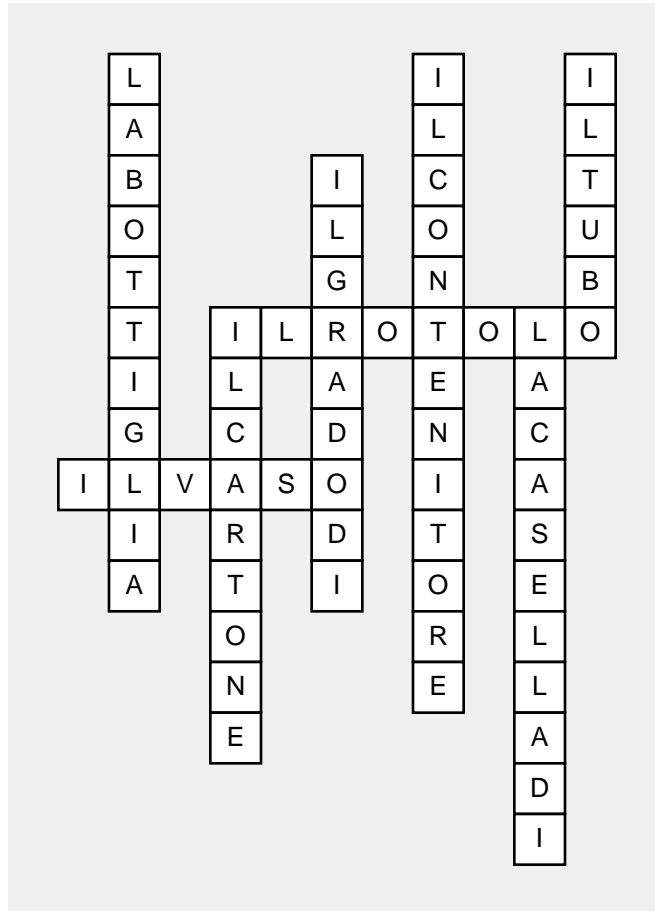 LABOTTIGLIA
ILCONTENITORE
ILTUBO
ILGRADODI
ILROTOLO
ILCARTONE
LACASELLADI
ILVASO